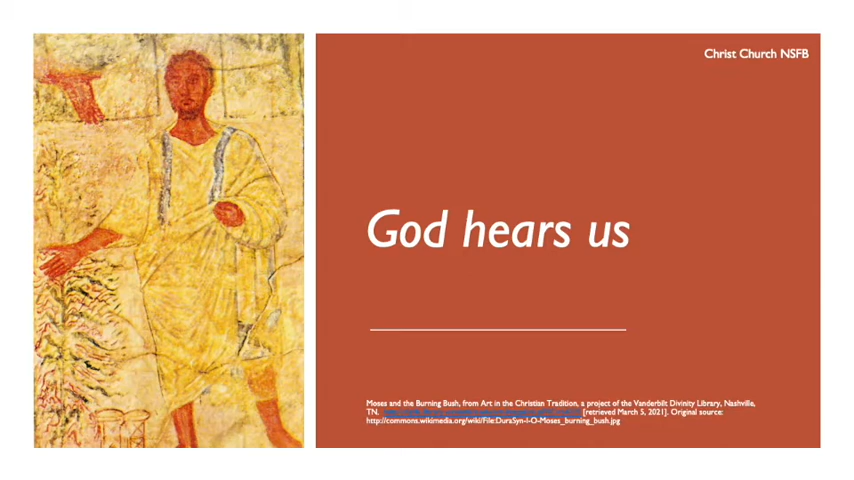 Christ Church NSFB
God hears us
Moses and the Burning Bush, from Art in the Christian Tradition, a project of the Vanderbilt Divinity Library, Nashville,
TN. [retrieved March 5, 2021]. Original source:
http://commons.wikimedia.org/wiki/File:DuraSyn-I-O-Moses_burning_bush.jpg